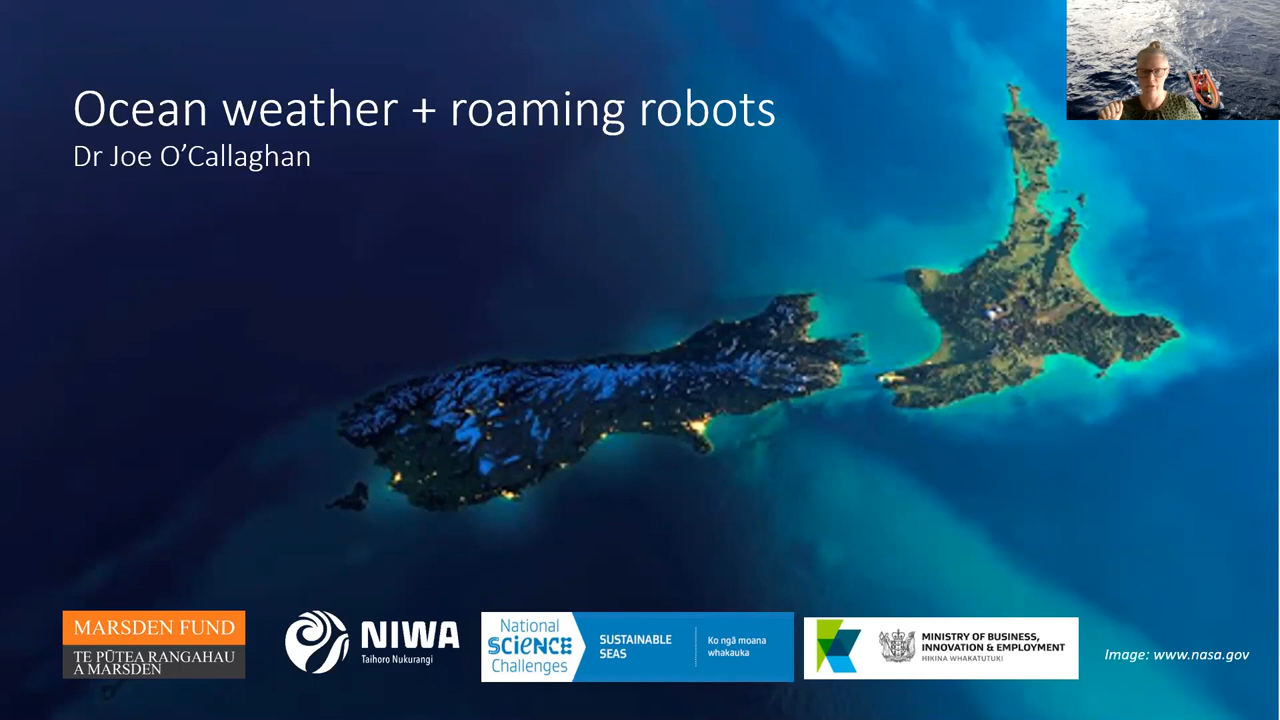 Ocean weather + roaming robots
Dr Joe O'Callaghan
MARSDEN FUND
TE PŪTEA RANGAHAU
A MARSDEN
NIWA
Taihoro Nukurangi
National
SCIENCE
Challenges
SUSTAINABLE
SEAS
Ko ngā moana
whakauka
MINISTRY OF BUSINESS,
INNOVATION & EMPLOYMENT
HIKINA WHAKATUTUKI
Image: www.nasa.gov